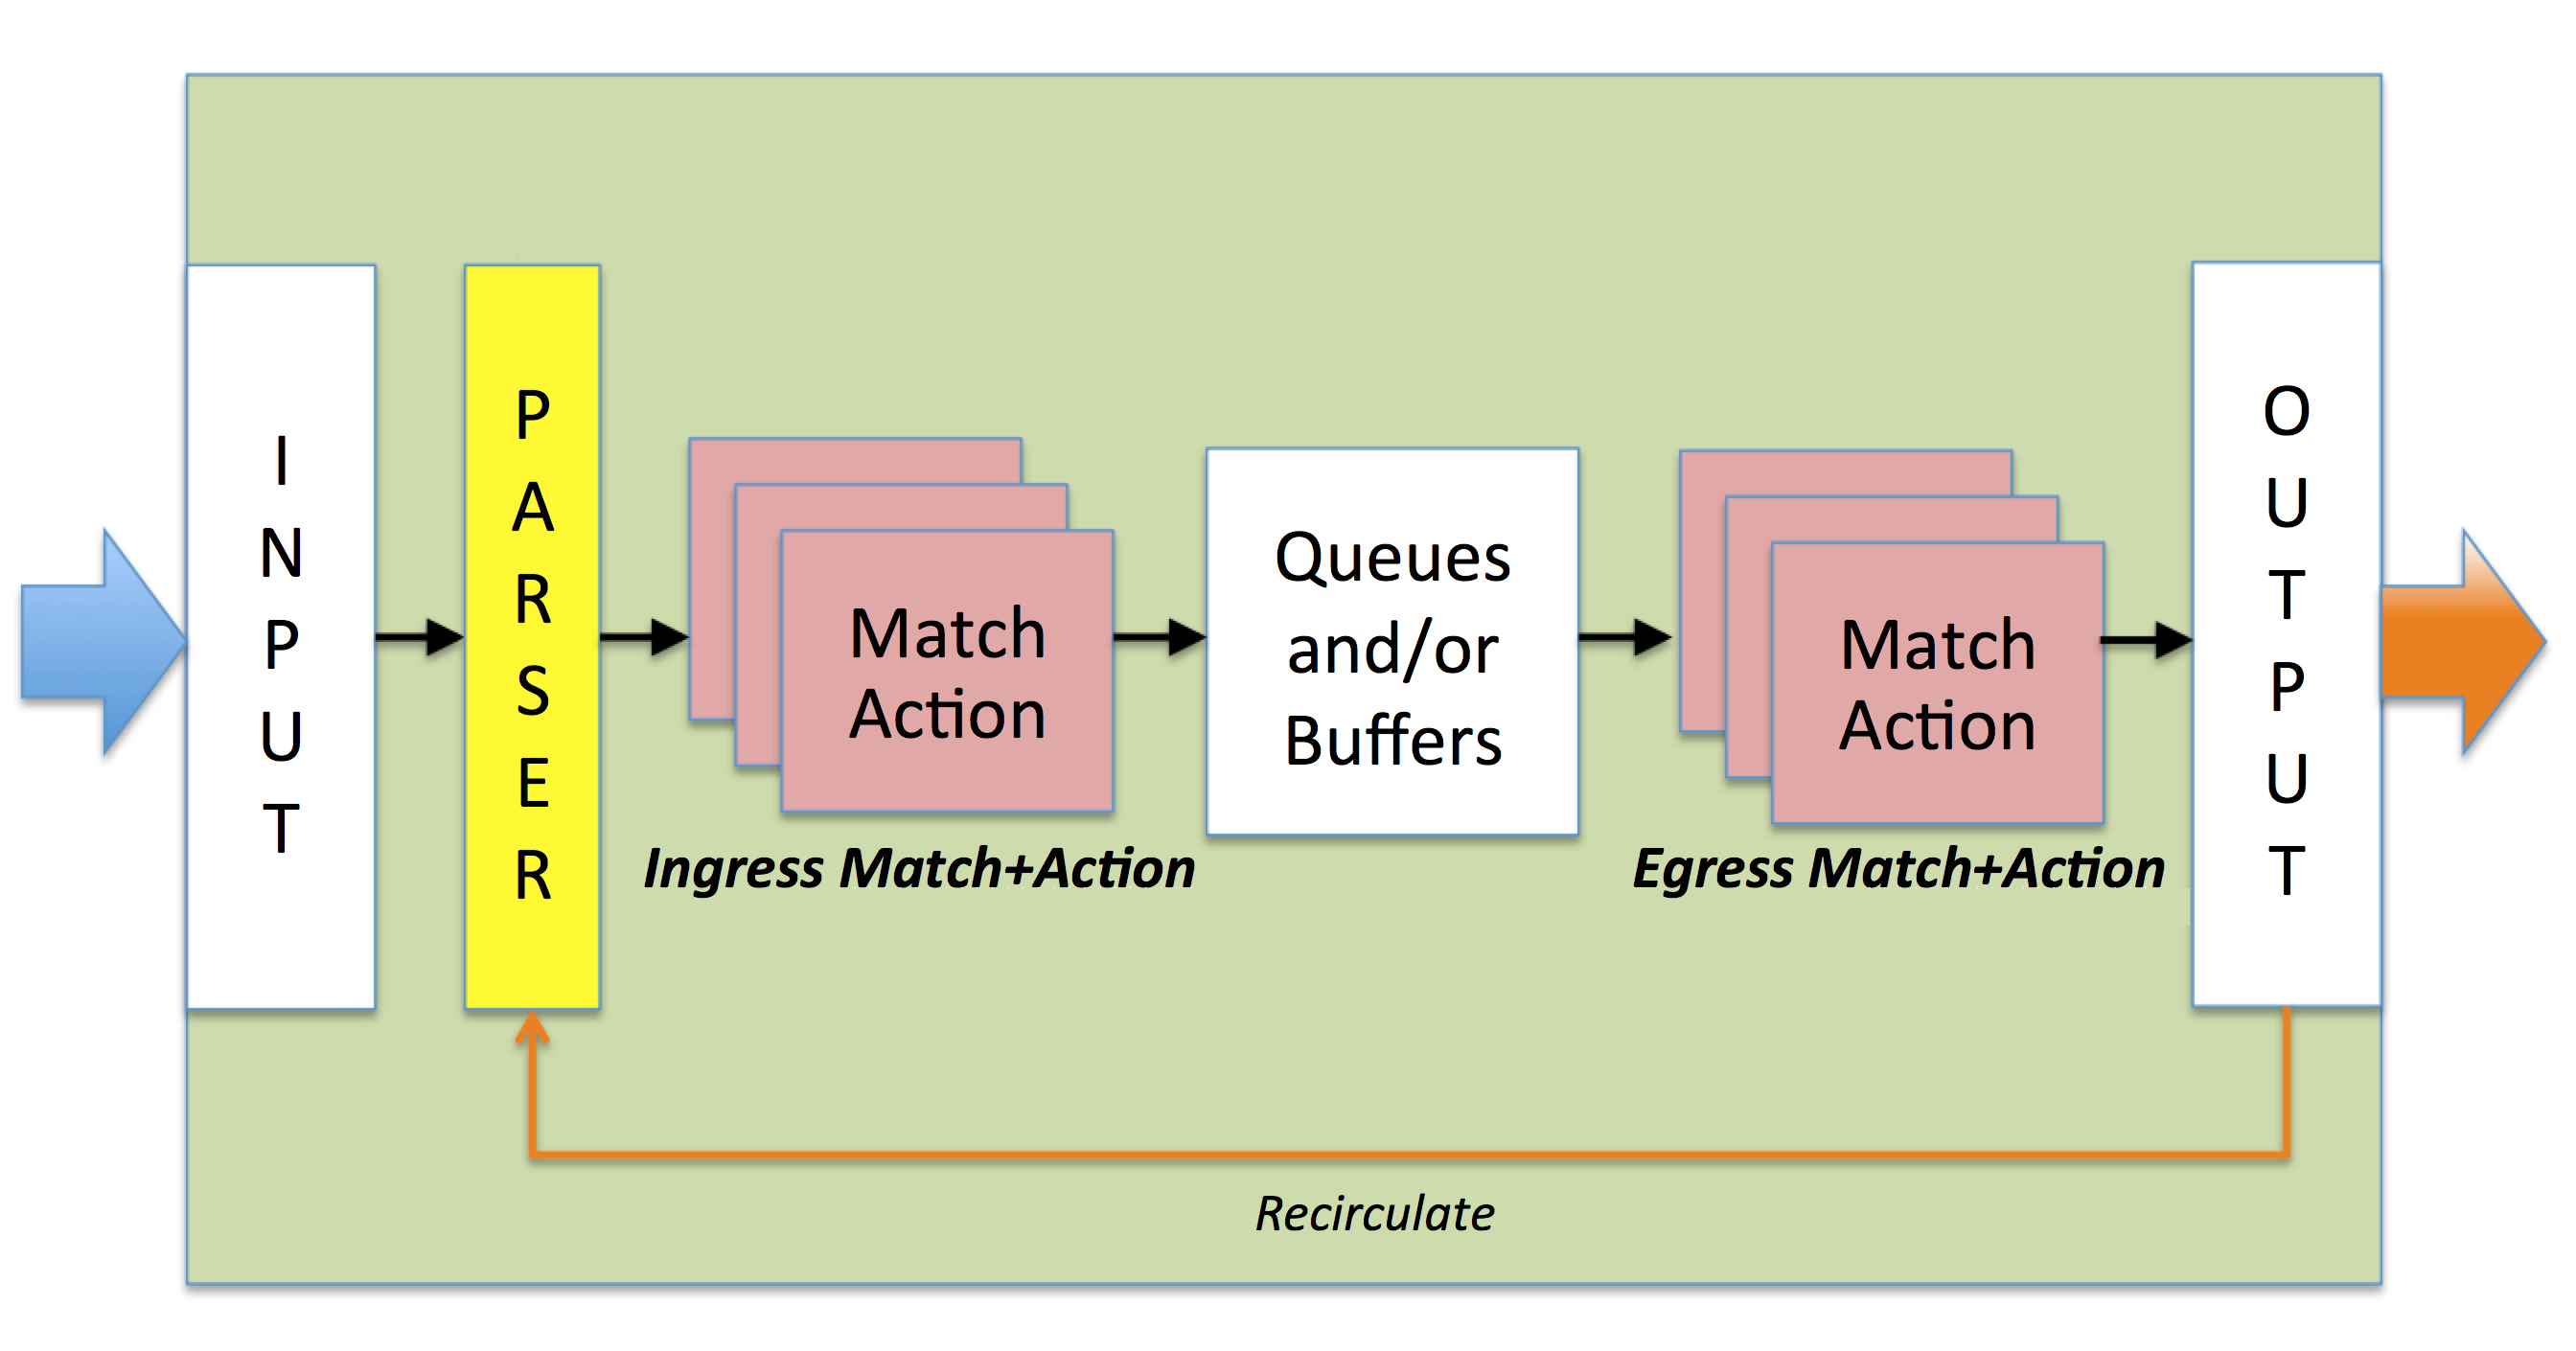 INPUT
PARSER
Match
Action
Ingress Match+Action
Queues
and/or
Buffers
Match
Action
Egress Match+Action
OUTPUT
Recirculate